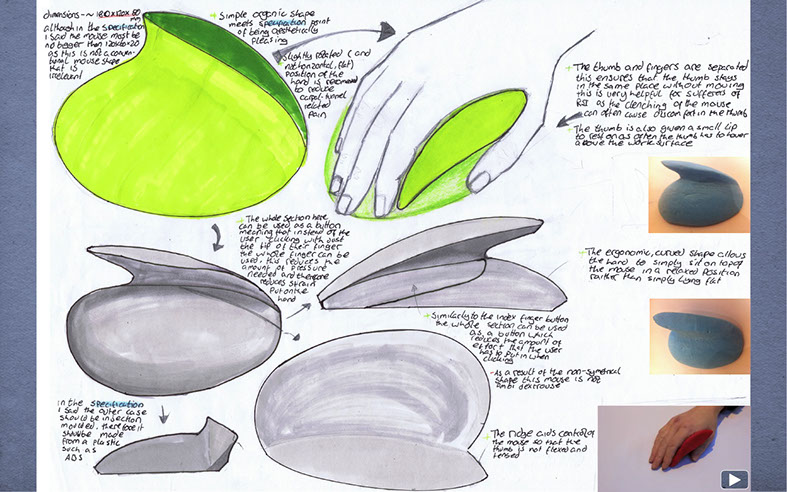 dimensions - ~ 180x120x60
mm
although in the specification
I said the mouse must be
no bigger than 120x60x20
as this is not a conven-
tional mouse shape
that is
irrelevant
+ Simple organic shape
meets specification point
of being aesthetically
pleasing
+ Slightly rotated (and
not horizontal, flat)
position of the
hand is recommended
to reduce
carpel-tunnel
related
pain
+ The thumb and fingers are separated
this ensures that the thumb stays
in the same place without moving
this is very helpful for sufferers of
RSI as the clenching of the mouse
can often cause discomfort in the thumb
+ The thumb is also given a small lip
to rest on as often the thumb has to hover
above the work surface
+ The whole section here
can be used as a button
meaning that instead of the
user clicking with just
the tip of their finger
the whole finger can be
used, this reduces the
amount of pressure
needed and therefore
reduces strain
put on the
hand
+ The ergonomic, curved shape allows
the hand to simply sit on top of
the mouse in a relaxed position
rather than simply lying flat
+ Similarly to the index finger button
the whole section can be used
as a button which
reduces the amount of
effort that the user
has to put in when
clicking
- As a result of the non-symetrical
shape this mouse is not
ambidextrouse
in the specification
I said the outer case
should be injection
moulded, therefore it
should be made
from a plastic
such as
ABS
+ The ridge aids control of
the mouse so that the
thumb is not flexed and
tensed